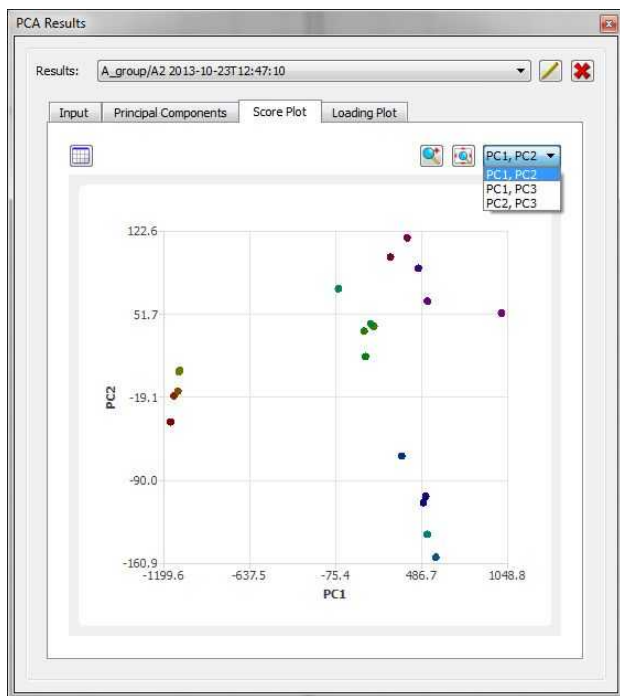 PCA Results
Results: A_group/A2 2013-10-23T12:47:10
Input Principal Components Score Plot Loading Plot
PC1, PC2
PC1, PC2
PC1, PC3
PC2, PC3
122.6
51.7
-19.1
-90.0
-160.9
PC2
-1199.6 -637.5 -75.4 486.7 1048.8
PC1